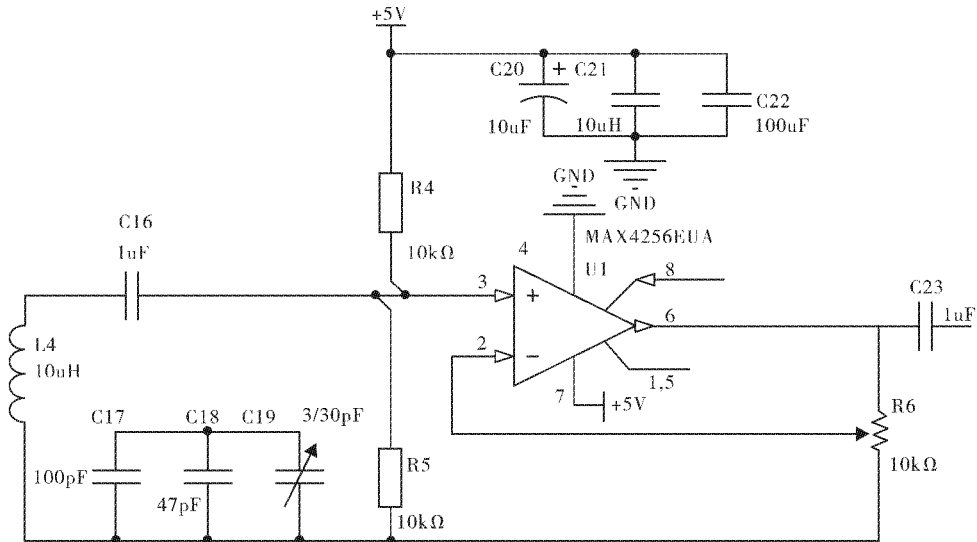 +5V
C20
+
C21
C22
10uF
10uH
100uF
GND
GND
R4
C16
1uF
10kΩ
4
MAX4256EUA
U1
3
+
8
C23
6
1uF
2
−
1,5
7
+5V
L4
10uH
R6
10kΩ
C17
C18
C19
3/30pF
100pF
47pF
R5
10kΩ